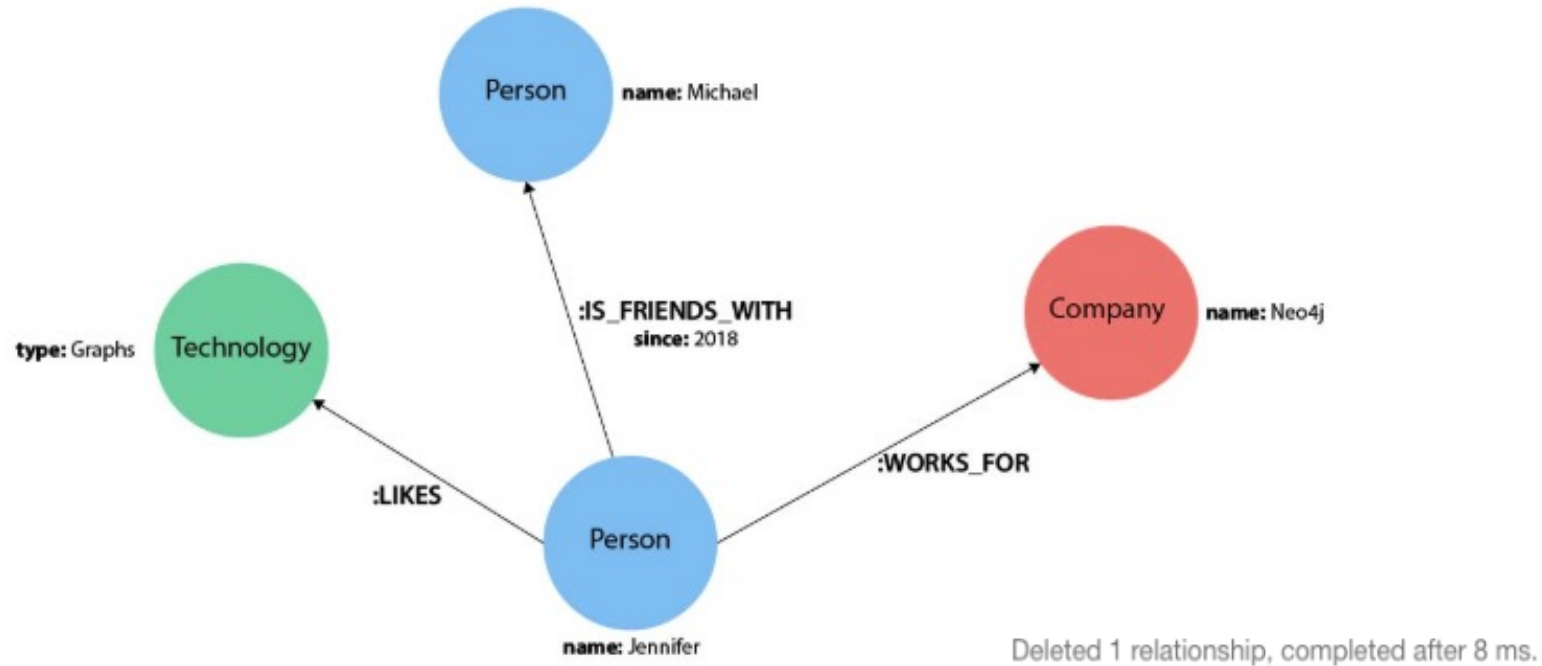 Person
name: Michael
:IS_FRIENDS_WITH
since: 2018
Company
name: Neo4j
type: Graphs
Technology
:WORKS_FOR
:LIKES
Person
name: Jennifer
Deleted 1 relationship, completed after 8 ms.